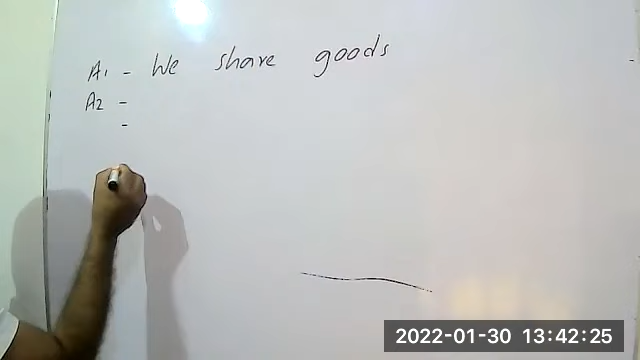 A1 - We share goods
A2 -
-
2022-01-30 13:42:25